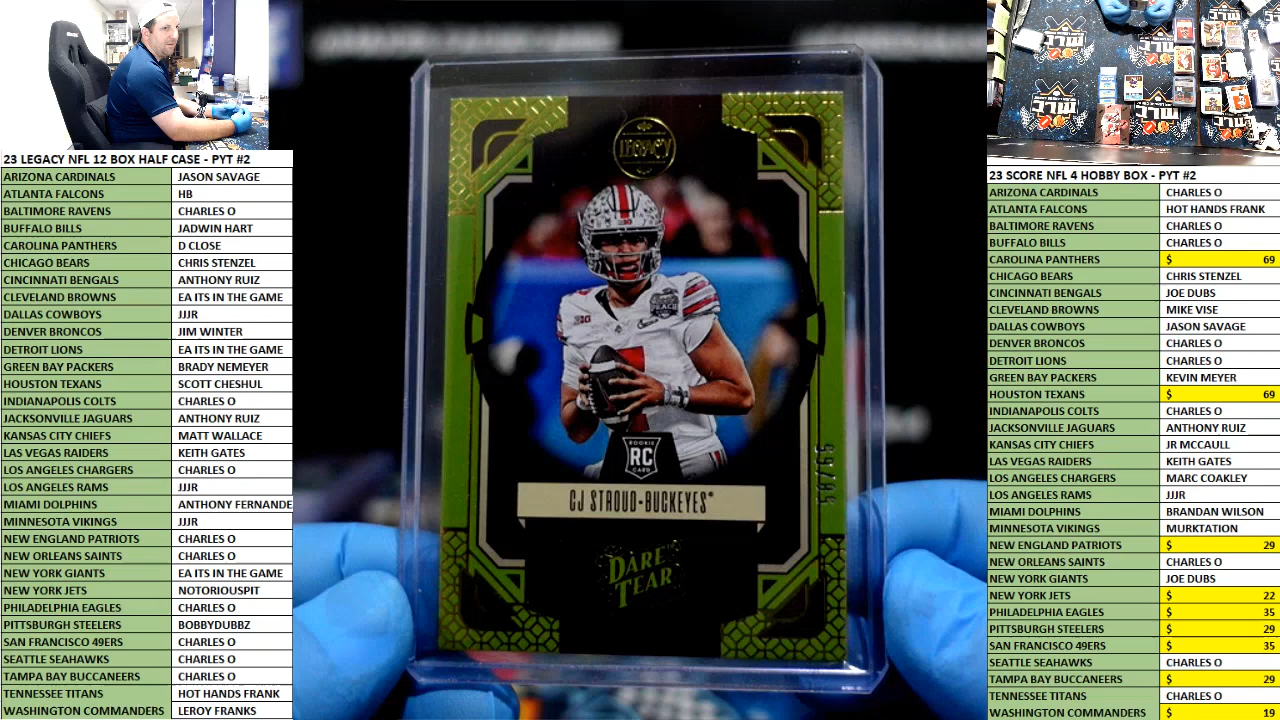 23 LEGACY NFL 12 BOX HALF CASE - PYT #2
ARIZONA CARDINALS JASON SAVAGE
ATLANTA FALCONS HB
BALTIMORE RAVENS CHARLES O
BUFFALO BILLS JADWIN HART
CAROLINA PANTHERS D CLOSE
CHICAGO BEARS CHRIS STENZEL
CINCINNATI BENGALS ANTHONY RUIZ
CLEVELAND BROWNS EA ITS IN THE GAME
DALLAS COWBOYS JJJR
DENVER BRONCOS JIM WINTER
DETROIT LIONS EA ITS IN THE GAME
GREEN BAY PACKERS BRADY NEMEYER
HOUSTON TEXANS SCOTT CHESHUL
INDIANAPOLIS COLTS CHARLES O
JACKSONVILLE JAGUARS ANTHONY RUIZ
KANSAS CITY CHIEFS MATT WALLACE
LAS VEGAS RAIDERS KEITH GATES
LOS ANGELES CHARGERS CHARLES O
LOS ANGELES RAMS JJJR
MIAMI DOLPHINS ANTHONY FERNANDE
MINNESOTA VIKINGS JJJR
NEW ENGLAND PATRIOTS CHARLES O
NEW ORLEANS SAINTS CHARLES O
NEW YORK GIANTS EA ITS IN THE GAME
NEW YORK JETS NOTORIOUSPIT
PHILADELPHIA EAGLES CHARLES O
PITTSBURGH STEELERS BOBBYDUBBZ
SAN FRANCISCO 49ERS CHARLES O
SEATTLE SEAHAWKS CHARLES O
TAMPA BAY BUCCANEERS CHARLES O
TENNESSEE TITANS HOT HANDS FRANK
WASHINGTON COMMANDERS LEROY FRANKS
LEGACY
PEACH
ROOKIE
RC
CARD
CJ STROUD-BUCKEYES
DARE
TO
TEAR
23 SCORE NFL 4 HOBBY BOX - PYT #2
ARIZONA CARDINALS CHARLES O
ATLANTA FALCONS HOT HANDS FRANK
BALTIMORE RAVENS CHARLES O
BUFFALO BILLS CHARLES O
CAROLINA PANTHERS $ 69
CHICAGO BEARS CHRIS STENZEL
CINCINNATI BENGALS JOE DUBS
CLEVELAND BROWNS MIKE VISE
DALLAS COWBOYS JASON SAVAGE
DENVER BRONCOS CHARLES O
DETROIT LIONS CHARLES O
GREEN BAY PACKERS KEVIN MEYER
HOUSTON TEXANS $ 69
INDIANAPOLIS COLTS CHARLES O
JACKSONVILLE JAGUARS ANTHONY RUIZ
KANSAS CITY CHIEFS JR MCCAULL
LAS VEGAS RAIDERS KEITH GATES
LOS ANGELES CHARGERS MARC COAKLEY
LOS ANGELES RAMS JJJR
MIAMI DOLPHINS BRANDAN WILSON
MINNESOTA VIKINGS MURKTATION
NEW ENGLAND PATRIOTS $ 29
NEW ORLEANS SAINTS CHARLES O
NEW YORK GIANTS JOE DUBS
NEW YORK JETS $ 22
PHILADELPHIA EAGLES $ 35
PITTSBURGH STEELERS $ 29
SAN FRANCISCO 49ERS $ 35
SEATTLE SEAHAWKS CHARLES O
TAMPA BAY BUCCANEERS $ 29
TENNESSEE TITANS CHARLES O
WASHINGTON COMMANDERS $ 19